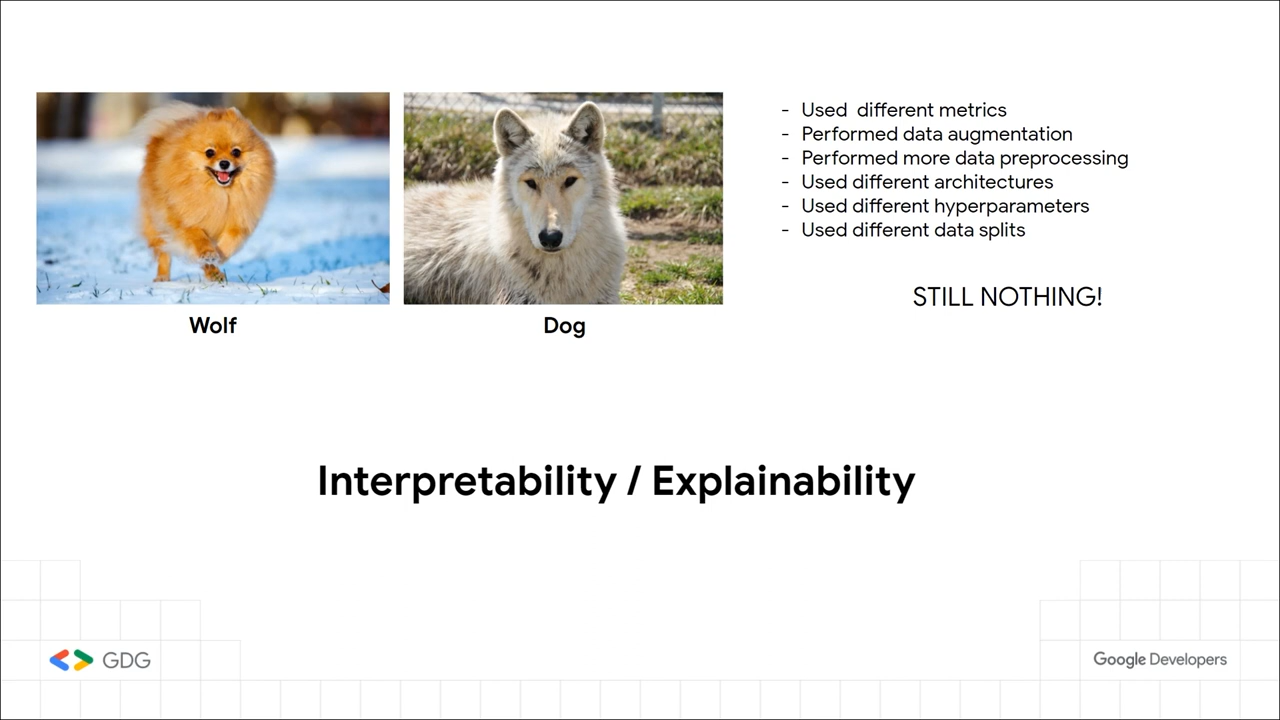 - Used  different metrics
- Performed data augmentation
- Performed more data preprocessing
- Used different architectures
- Used different hyperparameters
- Used different data splits
STILL NOTHING!
Wolf
Dog
Interpretability / Explainability
GDG
Google Developers